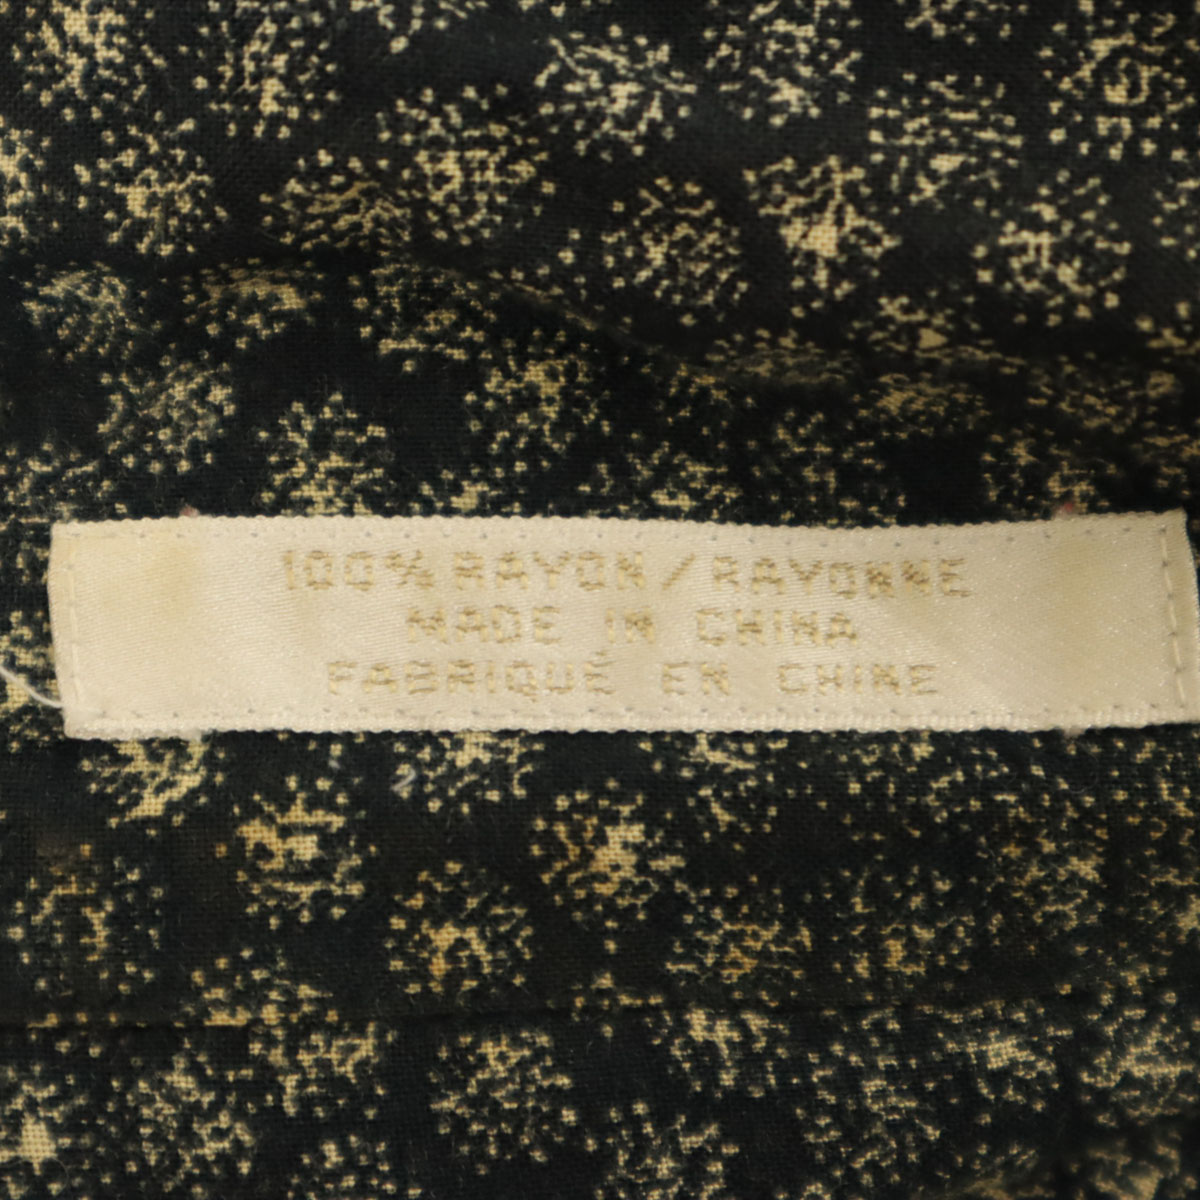 100% RAYON / RAYONNE
MADE IN CHINA
FABRIQUÉ EN CHINE